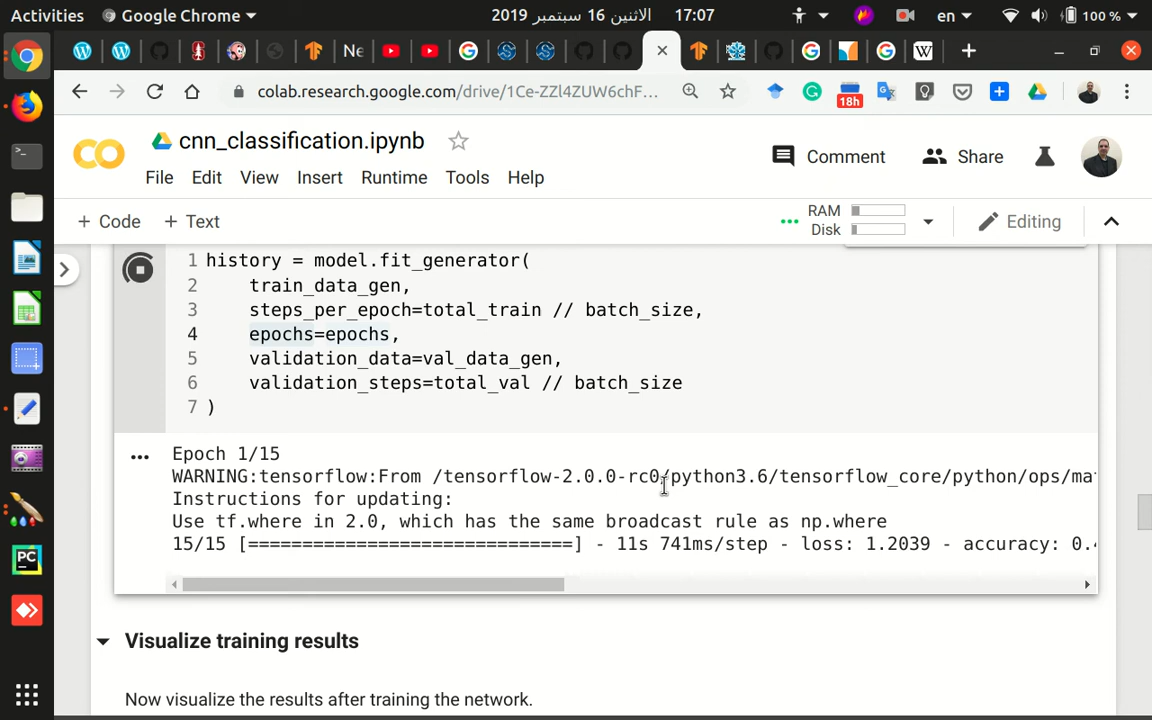 Activities Google Chrome الاثنين 16 سبتمبر 2019 17:07 en 100 %
Ne
colab.research.google.com/drive/1Ce-ZZl4ZUW6chF... 18h
cnn_classification.ipynb
Comment Share
File Edit View Insert Runtime Tools Help
+ Code + Text
RAM
Disk
Editing
1 history = model.fit_generator(
2 train_data_gen,
3 steps_per_epoch=total_train // batch_size,
4 epochs=epochs,
5 validation_data=val_data_gen,
6 validation_steps=total_val // batch_size
7 )
Epoch 1/15
WARNING:tensorflow:From /tensorflow-2.0.0-rc0/python3.6/tensorflow_core/python/ops/ma
Instructions for updating:
Use tf.where in 2.0, which has the same broadcast rule as np.where
15/15 [==============================] - 11s 741ms/step - loss: 1.2039 - accuracy: 0.4
Visualize training results
Now visualize the results after training the network.